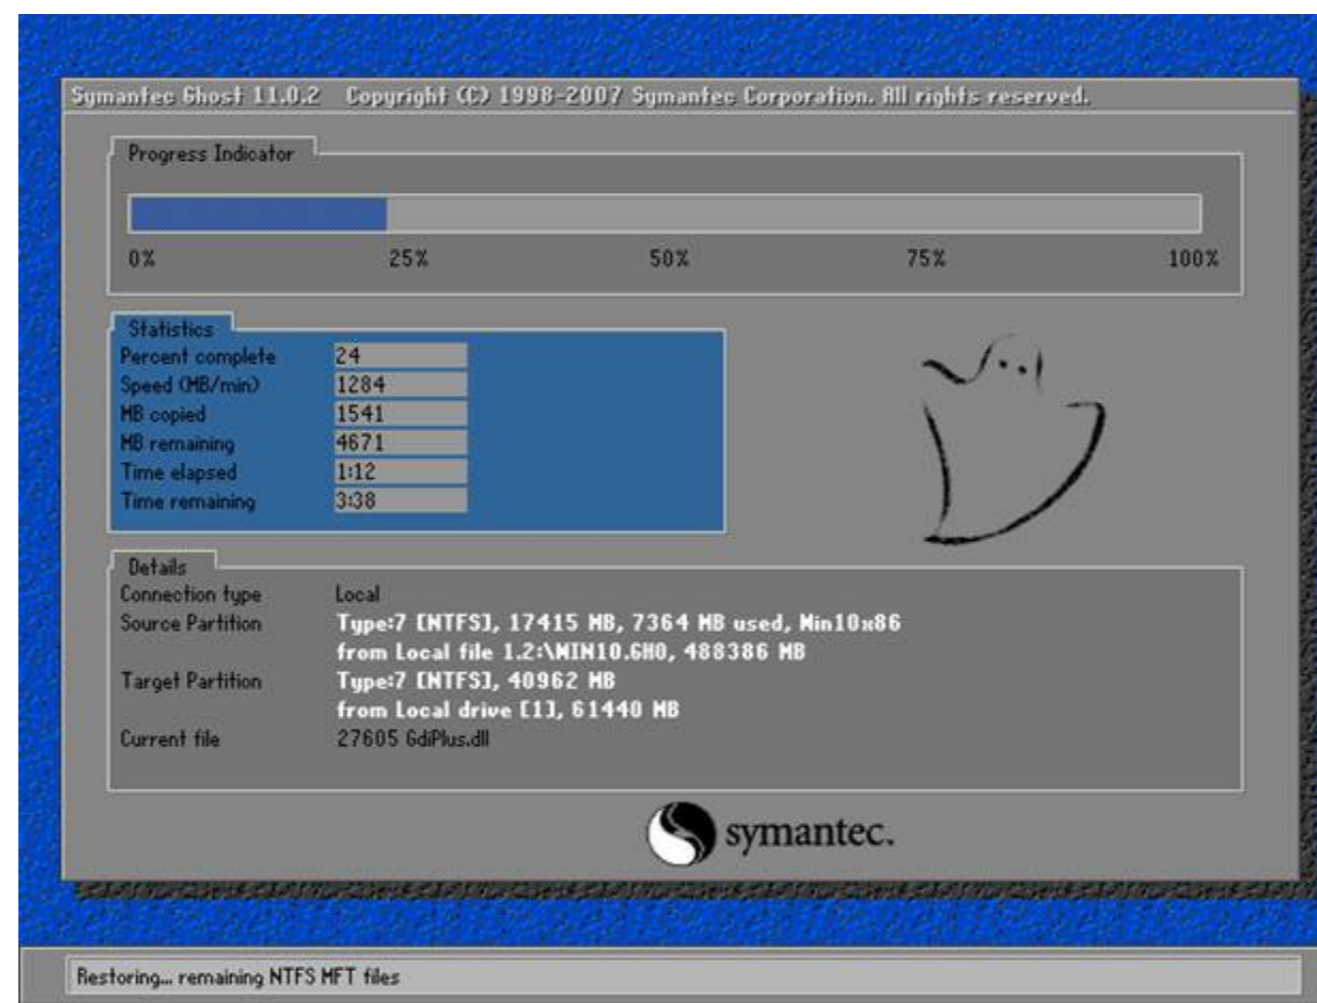 Symantec Ghost 11.0.2 Copyright (C) 1998-2007 Symantec Corporation. All rights reserved.
Progress Indicator
0% 25% 50% 75% 100%
Statistics
Percent complete 24
Speed (MB/min) 1284
MB copied 1541
MB remaining 4671
Time elapsed 1:12
Time remaining 3:38
Details
Connection type Local
Source Partition Type:7 [NTFS], 17415 MB, 7364 MB used, Win10x86
from Local file 1.2:\WIN10.GHO, 488386 MB
Target Partition Type:7 [NTFS], 40962 MB
from Local drive [1], 61440 MB
Current file 27605 GdiPlus.dll
symantec.
Restoring... remaining NTFS MFT files